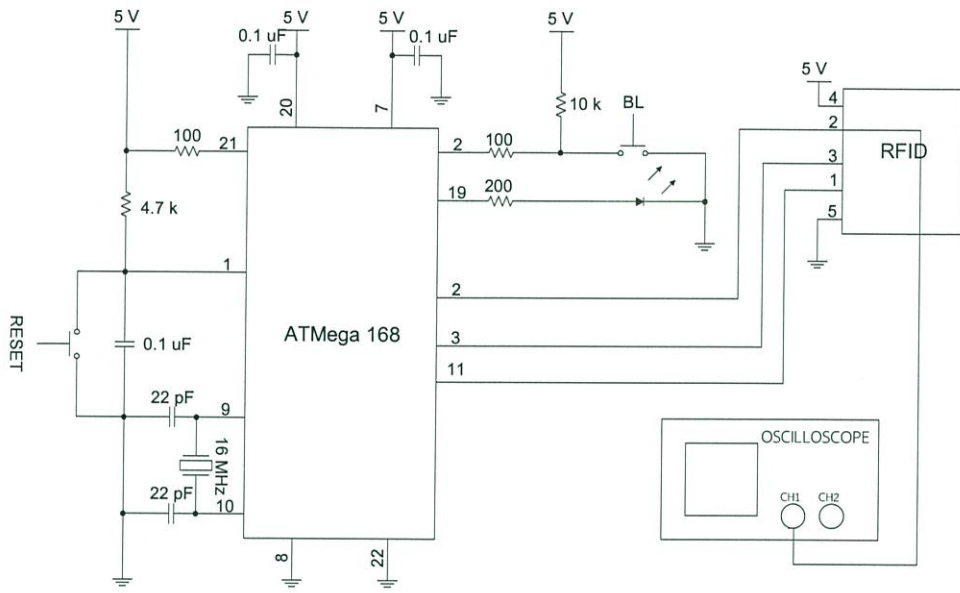 5 V
5 V
5 V
5 V
0.1 uF
0.1 uF
20
7
10 k
BL
5 V
4
2
3
1
5
RFID
100
21
2
100
19
200
4.7 k
1
2
3
11
ATMega 168
RESET
0.1 uF
22 pF
9
16 MHz
22 pF
10
8
22
OSCILLOSCOPE
CH1
CH2